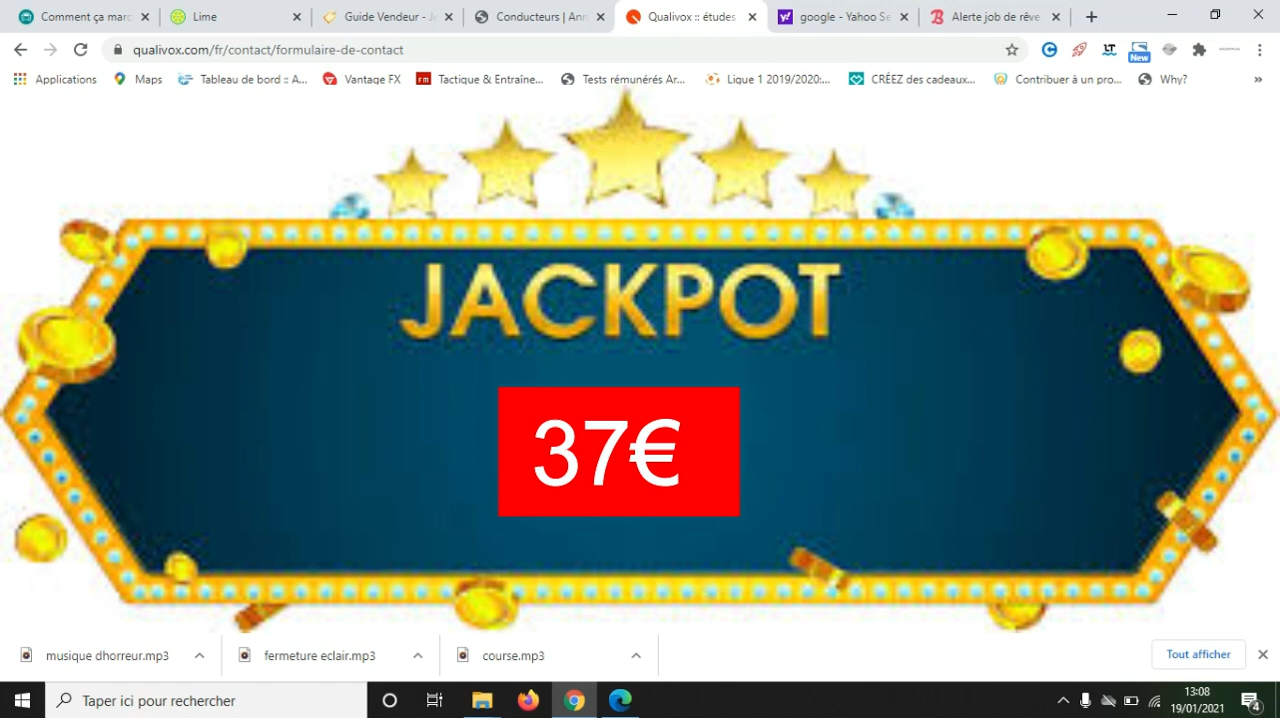 Comment ça marc
Lime
Guide Vendeur - Je
Conducteurs | Ann
Qualivox :: études
google - Yahoo Se
Alerte job de rêve
qualivox.com/fr/contact/formulaire-de-contact
New
Applications
Maps
Tableau de bord :: A...
Vantage FX
Tactique & Entraîne...
Tests rémunérés Ar...
Ligue 1 2019/2020:...
CRÉEZ des cadeaux...
Contribuer à un pro...
Why?
»
JACKPOT
37€
musique dhorreur.mp3
fermeture eclair.mp3
course.mp3
Tout afficher
Taper ici pour rechercher
13:08
19/01/2021
4